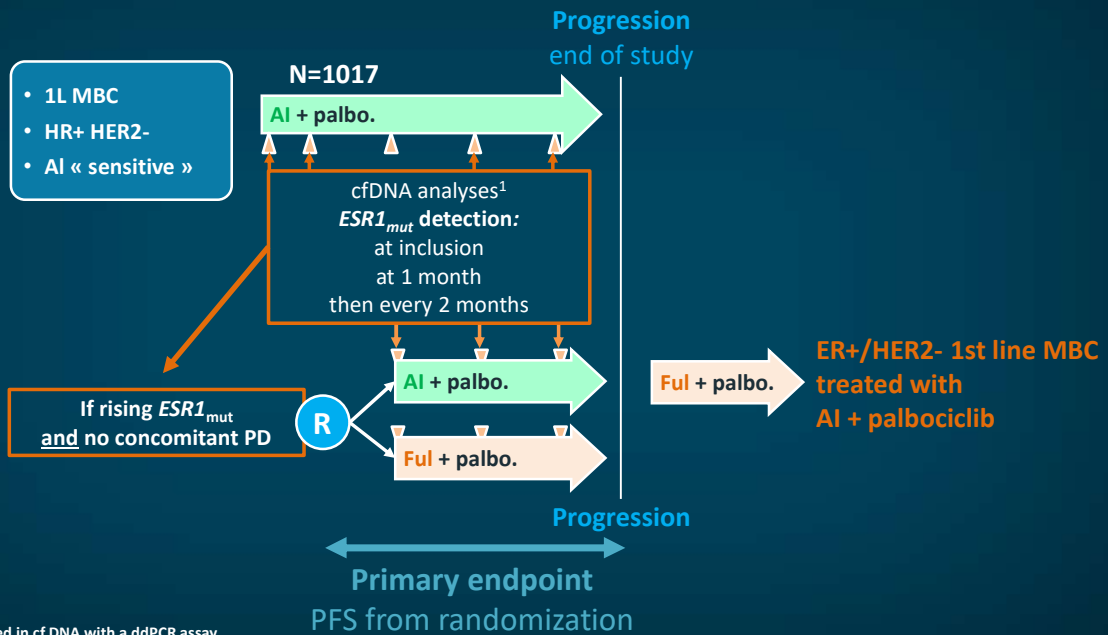 Progression
end of study
• 1L MBC
• HR+ HER2-
• AI « sensitive »
N=1017
AI + palbo.
cfDNA analyses1
ESR1mut detection:
at inclusion
at 1 month
then every 2 months
If rising ESR1mut
and no concomitant PD
R
AI + palbo.
Ful + palbo.
Ful + palbo.
ER+/HER2- 1st line MBC
treated with
AI + palbociclib
Progression
Primary endpoint
PFS from randomization
in cf DNA with a ddPCR assay